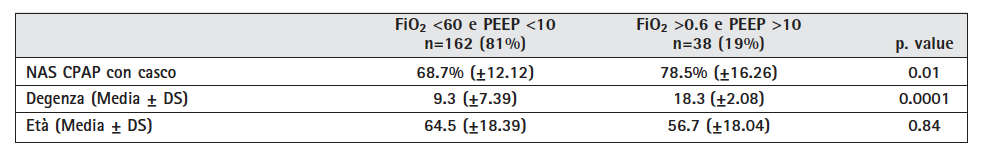 FiO₂ <60 e PEEP <10 FiO₂ >0.6 e PEEP >10
n=162 (81%) n=38 (19%) p. value
NAS CPAP con casco 68.7% (±12.12) 78.5% (±16.26) 0.01
Degenza (Media ± DS) 9.3 (±7.39) 18.3 (±2.08) 0.0001
Età (Media ± DS) 64.5 (±18.39) 56.7 (±18.04) 0.84